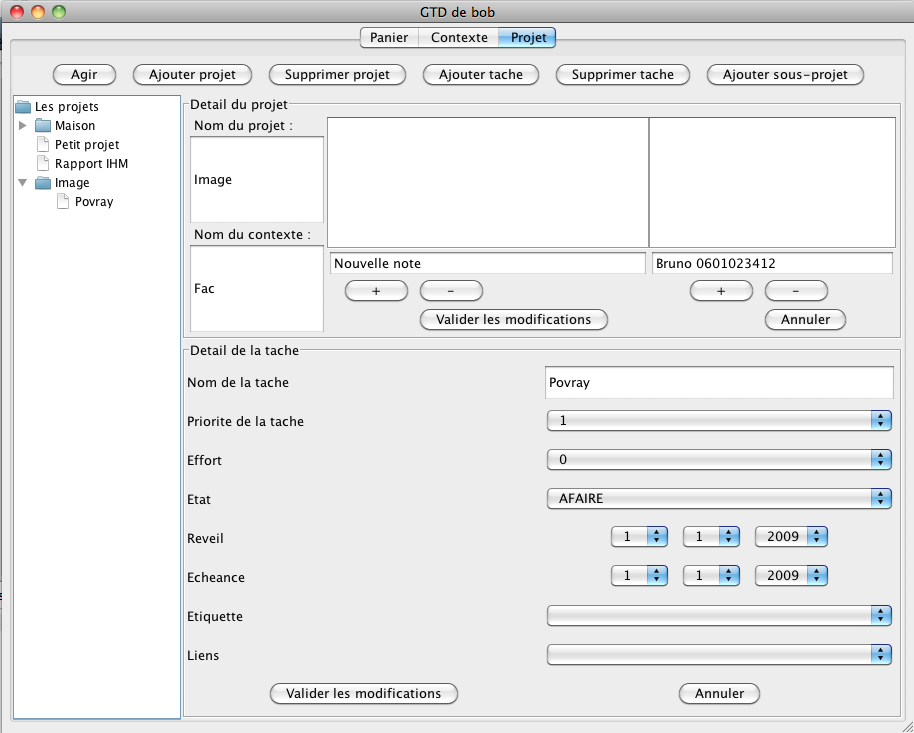 GTD de bob
Panier Contexte Projet
Agir Ajouter projet Supprimer projet Ajouter tache Supprimer tache Ajouter sous-projet
Les projets
Maison
Petit projet
Rapport IHM
Image
Povray
Detail du projet
Nom du projet :
Image
Nom du contexte :
Fac
Nouvelle note
Bruno 0601023412
+ - + -
Valider les modifications Annuler
Detail de la tache
Nom de la tache Povray
Priorite de la tache 1
Effort 0
Etat AFAIRE
Reveil 1 1 2009
Echeance 1 1 2009
Etiquette
Liens
Valider les modifications Annuler